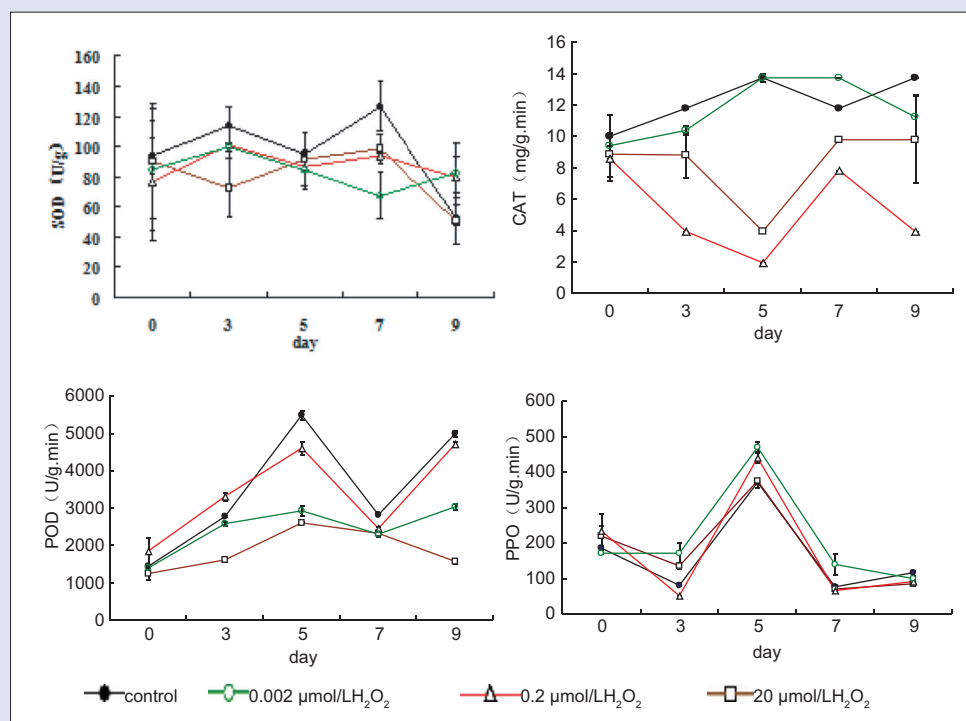 160
140
120
100
80
60
40
20
0
SOD (U/g)
0 3 5 7 9
day
16
14
12
10
8
6
4
2
0
CAT（mg/g.min）
0 3 5 7 9
day
6000
5000
4000
3000
2000
1000
0
POD（U/g.min）
0 3 5 7 9
day
600
500
400
300
200
100
0
PPO（U/g.min）
0 3 5 7 9
day
control 0.002 µmol/LH₂O₂ 0.2 µmol/LH₂O₂ 20 µmol/LH₂O₂